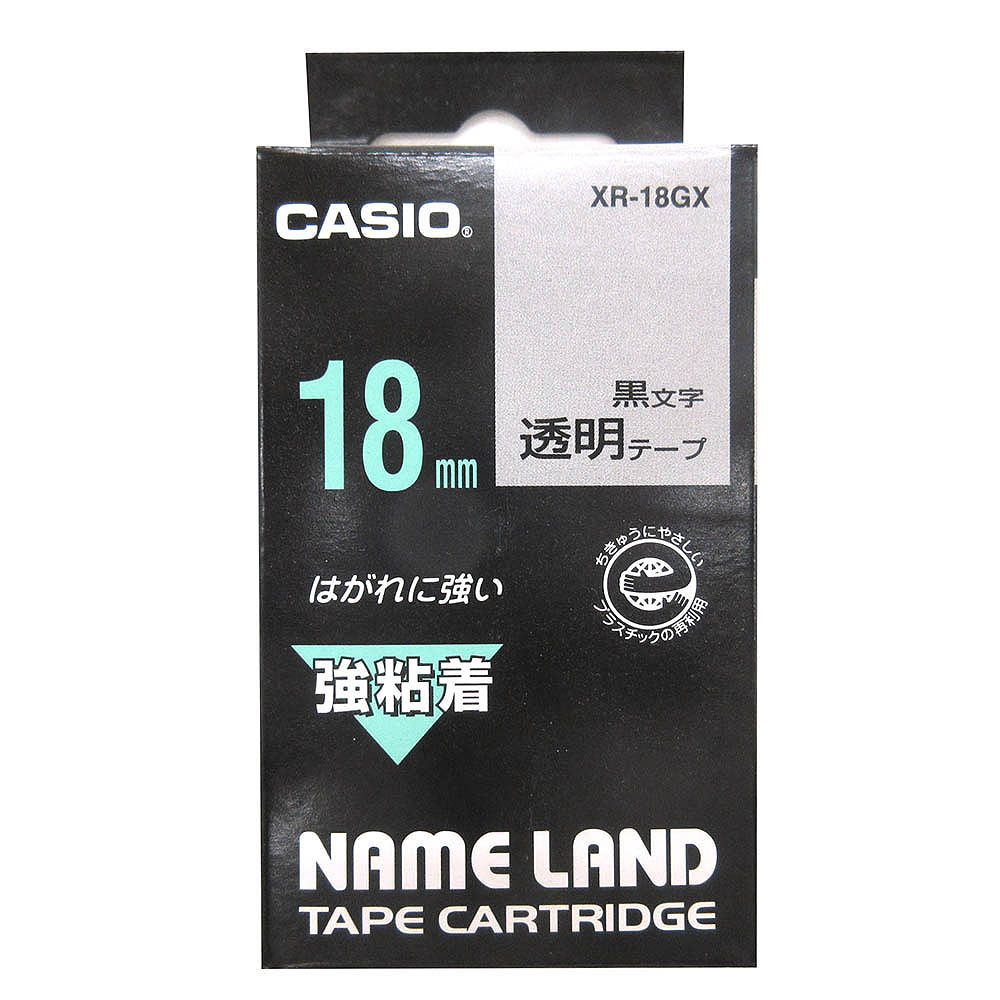 CASIO®
XR-18GX
18mm
黒文字
透明テープ
ちきゅうにやさしい
プラスチックの再利用
はがれに強い
強粘着
NAME LAND
TAPE CARTRIDGE